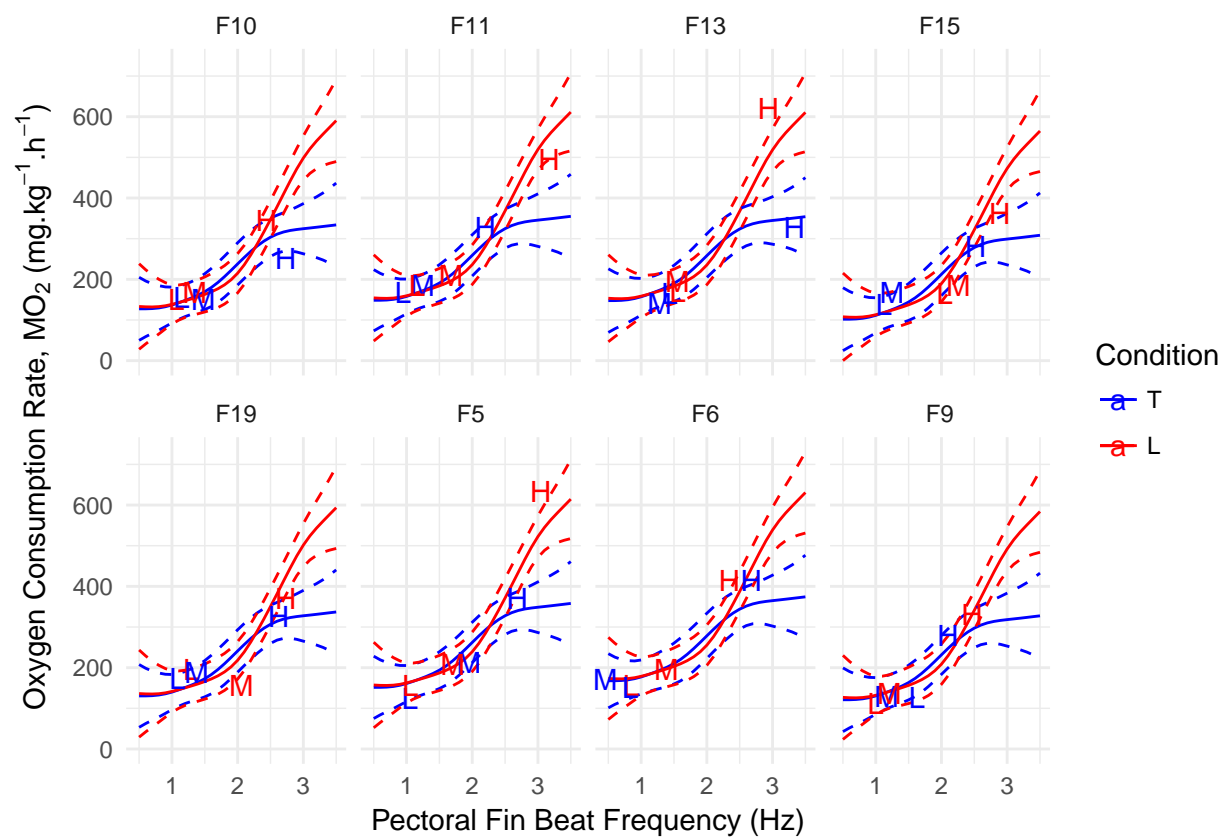 F10 F11 F13 F15
600
400
200
0
L M H L M H
L M H L M H
L M H L M H
L M H L M H
F19 F5 F6 F9
600
400
200
0
L M H L M H
L M H L M H
L M H L M H
L M H L M H
1 2 3 1 2 3 1 2 3 1 2 3
Pectoral Fin Beat Frequency (Hz)
Oxygen Consumption Rate, MO₂ (mg.kg⁻¹.h⁻¹)
Condition
a T
a L